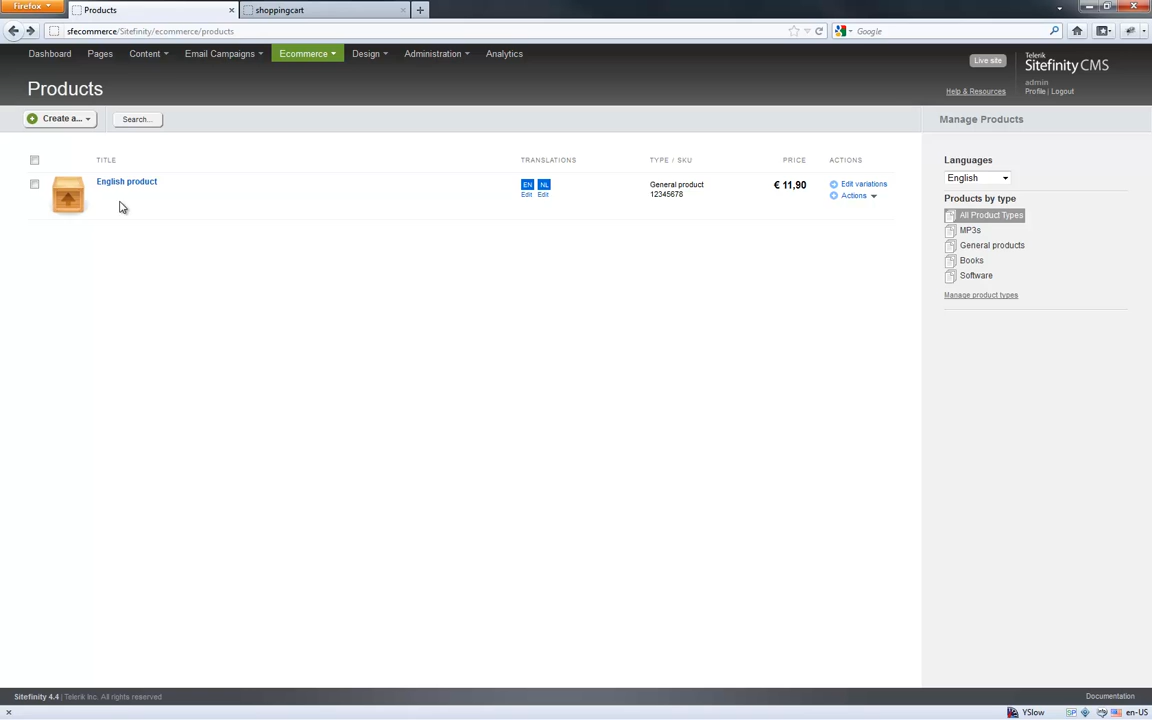 Firefox
Products
shoppingcart
sfecommerce/Sitefinity/ecommerce/products
Google
Dashboard Pages Content Email Campaigns Ecommerce Design Administration Analytics
Live site
Telerik
Sitefinity CMS
admin
Help & Resources
Profile | Logout
Products
Create a...
Search...
Manage Products
TITLE TRANSLATIONS TYPE / SKU PRICE ACTIONS
English product
EN NL
Edit Edit
General product
12345678
€ 11,90
Edit variations
Actions
Languages
English
Products by type
All Product Types
MP3s
General products
Books
Software
Manage product types
Sitefinity 4.4 | Telerik Inc. All rights reserved
Documentation
YSlow
SP
en-US